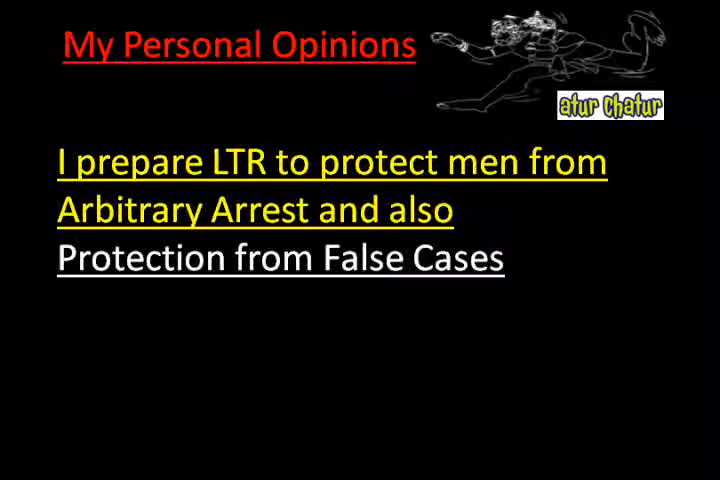 My Personal Opinions
atur chatur
I prepare LTR to protect men from
Arbitrary Arrest and also
Protection from False Cases